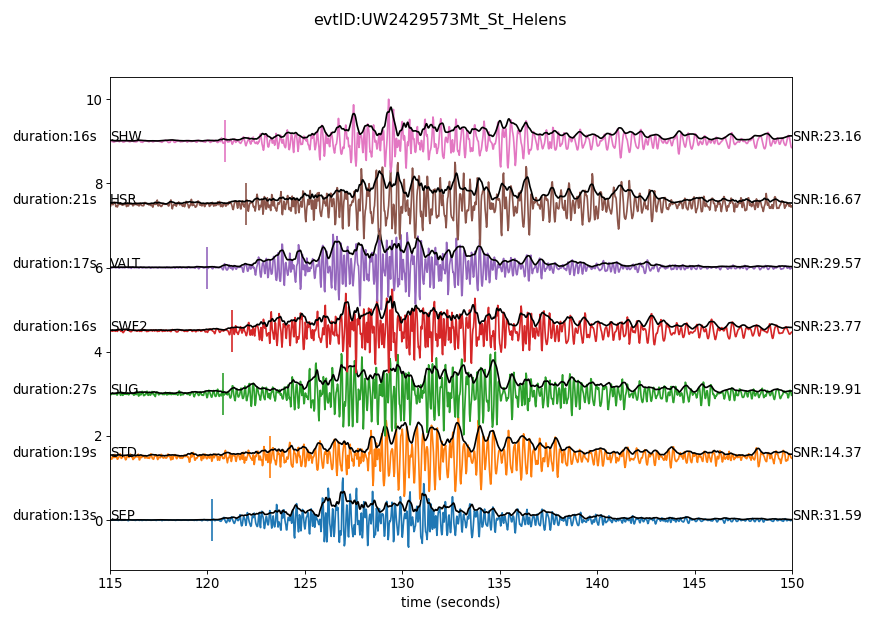 evtID:UW2429573Mt_St_Helens
10
duration:16s SHW SNR:23.16
8
duration:21s HSR SNR:16.67
duration:17s VALT SNR:29.57
6
duration:16s SWF2 SNR:23.77
4
duration:27s SUG SNR:19.91
2
duration:19s STD SNR:14.37
duration:13s SEP SNR:31.59
0
115 120 125 130 135 140 145 150
time (seconds)